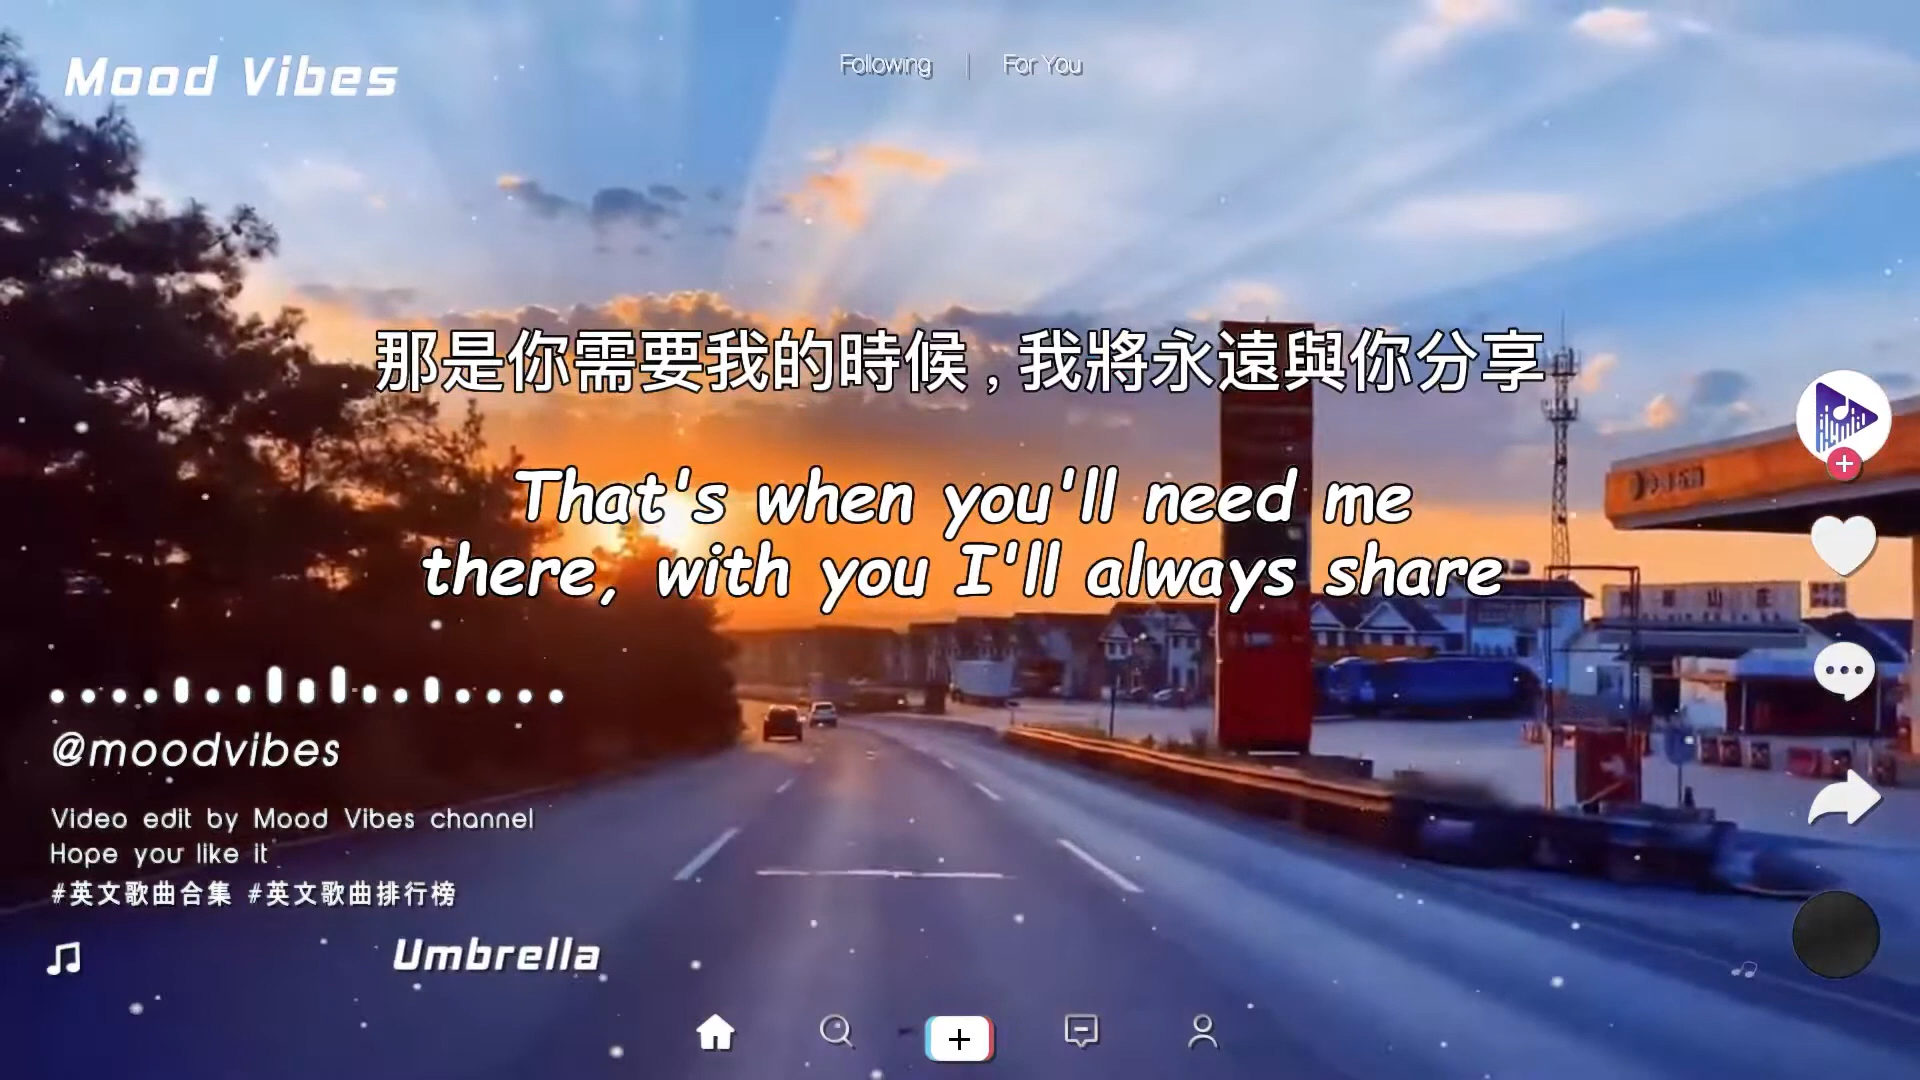 Mood Vibes
Following | For You
那是你需要我的時候,我將永遠與你分享
That's when you'll need me
there, with you I'll always share
@moodvibes
Video edit by Mood Vibes channel
Hope you like it
#英文歌曲合集 #英文歌曲排行榜
Umbrella